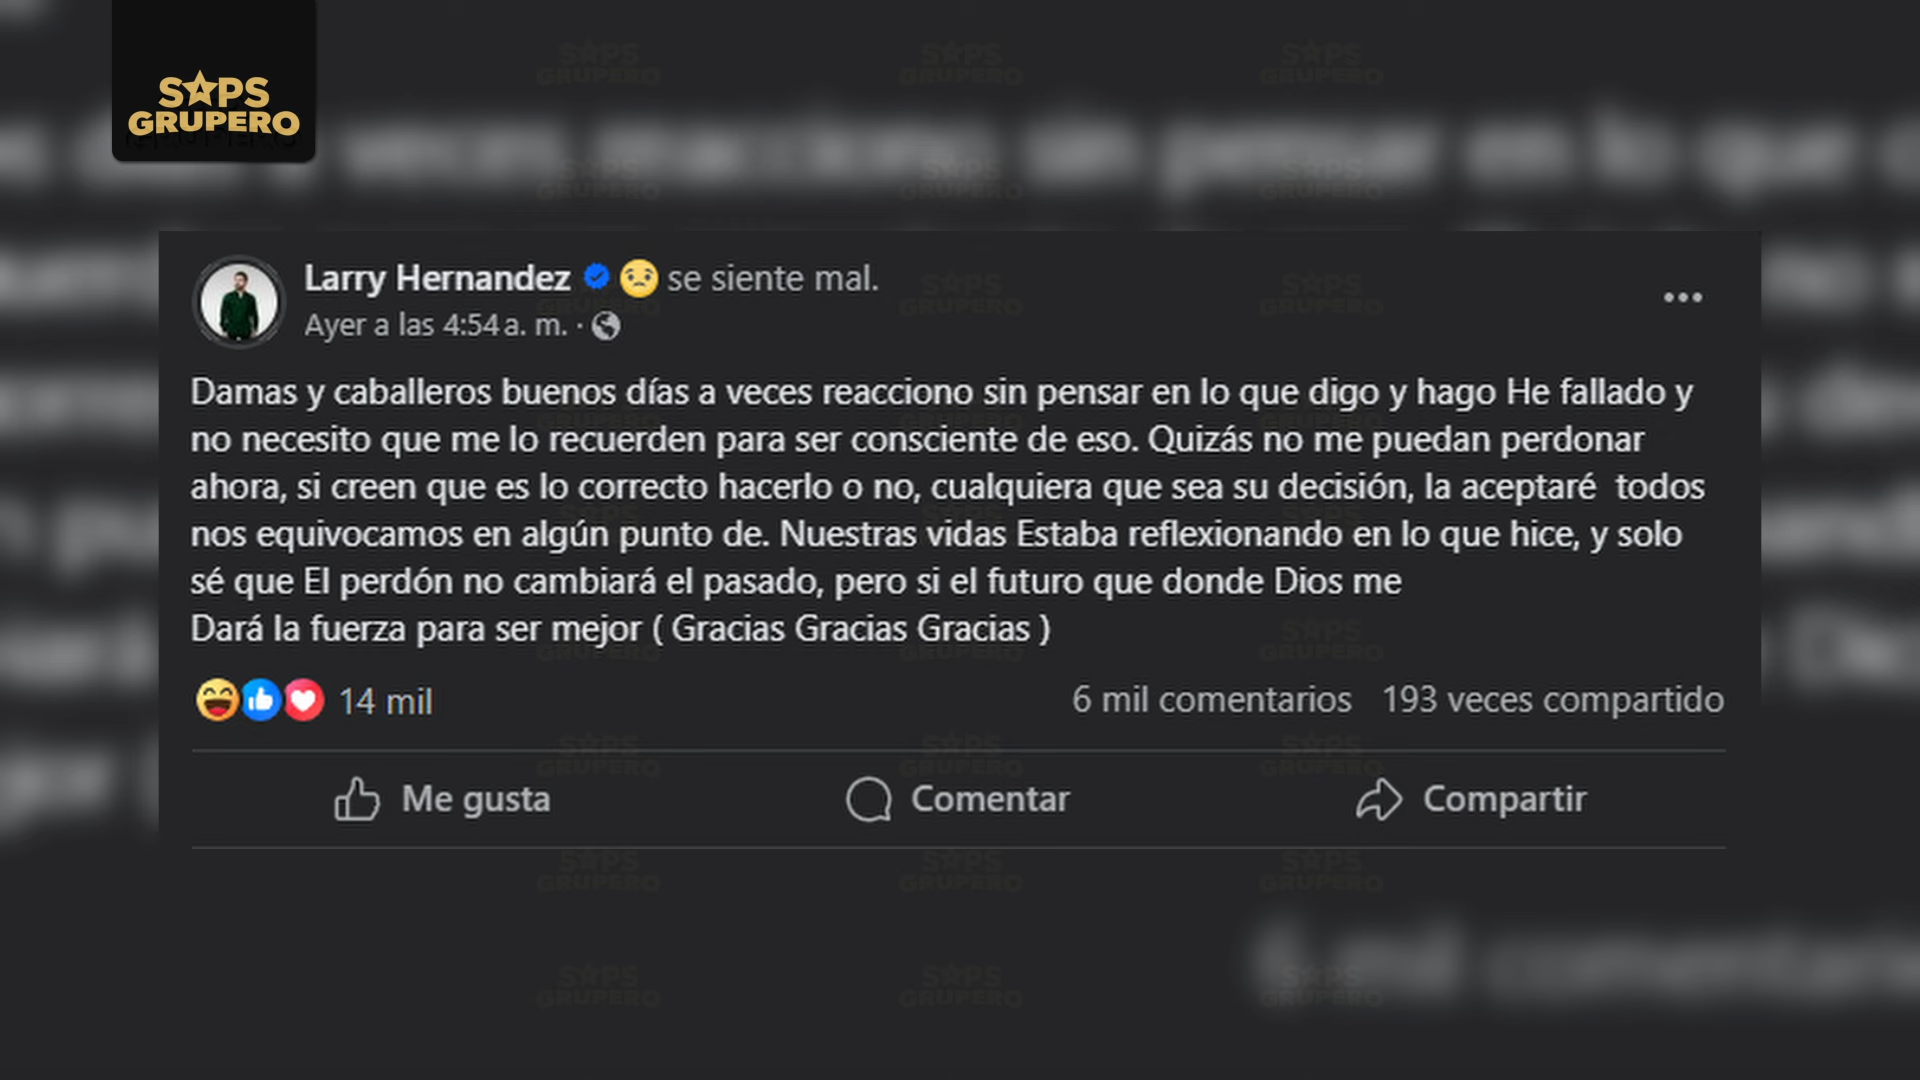 SAPS
GRUPERO
Larry Hernandez se siente mal.
Ayer a las 4:54 a. m. ·
Damas y caballeros buenos días a veces reacciono sin pensar en lo que digo y hago He fallado y
no necesito que me lo recuerden para ser consciente de eso. Quizás no me puedan perdonar
ahora, si creen que es lo correcto hacerlo o no, cualquiera que sea su decisión, la aceptaré  todos
nos equivocamos en algún punto de. Nuestras vidas Estaba reflexionando en lo que hice, y solo
sé que El perdón no cambiará el pasado, pero si el futuro que donde Dios me
Dará la fuerza para ser mejor ( Gracias Gracias Gracias )
14 mil
6 mil comentarios 193 veces compartido
Me gusta
Comentar
Compartir